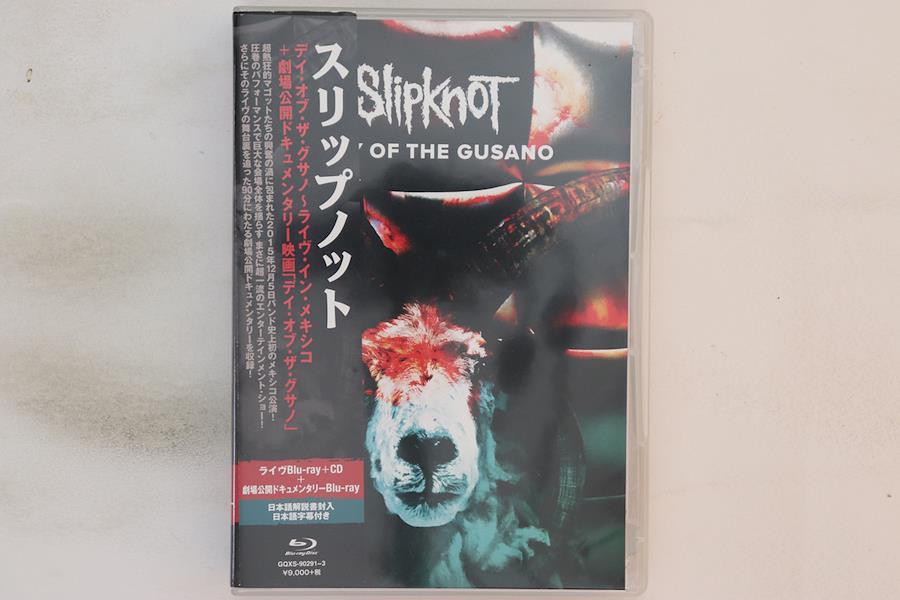 スリップノット
デイ・オブ・ザ・グサノ~ライヴ・イン・メキシコ
+劇場公開ドキュメンタリー映画「デイ・オブ・ザ・グサノ」
超熱狂的マゴットたちの興奮の渦に包まれた2015年12月5日バンド史上初のメキシコ公演!
圧巻のパフォーマンスで巨大な会場全体を揺らす まさに超一流のエンターテインメント・ショー!
さらにそのライヴの舞台裏を追った90分にわたる劇場公開ドキュメンタリーを収録!
ライヴBlu-ray+CD
+
劇場公開ドキュメンタリーBlu-ray
日本語解説書封入
日本語字幕付き
Blu-ray Disc
GQXS-90291~3
¥9,000+税
SlipKnoT
Y OF THE GUSANO